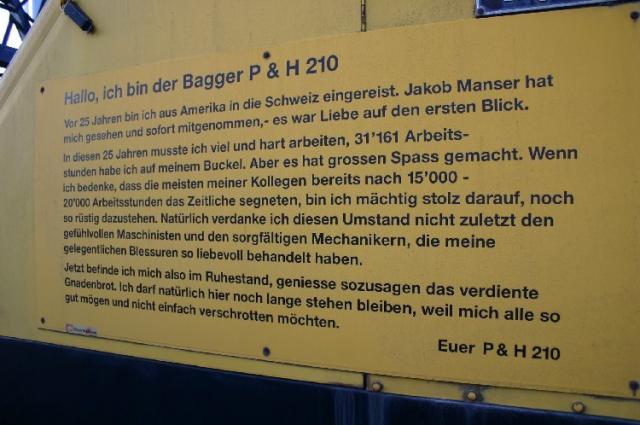 Hallo, ich bin der Bagger P & H 210
Vor 25 Jahren bin ich aus Amerika in die Schweiz eingereist. Jakob Manser hat
mich gesehen und sofort mitgenommen,- es war Liebe auf den ersten Blick.
In diesen 25 Jahren musste ich viel und hart arbeiten, 31'161 Arbeits-
stunden habe ich auf meinem Buckel. Aber es hat grossen Spass gemacht. Wenn
ich bedenke, dass die meisten meiner Kollegen bereits nach 15'000 -
20'000 Arbeitsstunden das Zeitliche segneten, bin ich mächtig stolz darauf, noch
so rüstig dazustehen. Natürlich verdanke ich diesen Umstand nicht zuletzt den
gefühlvollen Maschinisten und den sorgfältigen Mechanikern, die meine
gelegentlichen Blessuren so liebevoll behandelt haben.
Jetzt befinde ich mich also im Ruhestand, geniesse sozusagen das verdiente
Gnadenbrot. Ich darf natürlich hier noch lange stehen bleiben, weil mich alle so
gut mögen und nicht einfach verschrotten möchten.
Euer P & H 210